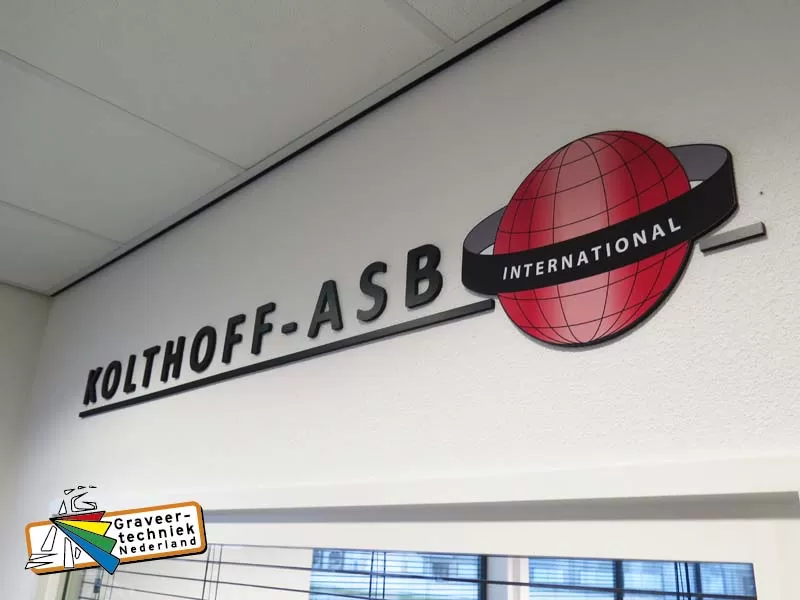 KOLTHOFF-ASB
INTERNATIONAL
Graveer-
techniek
Nederland